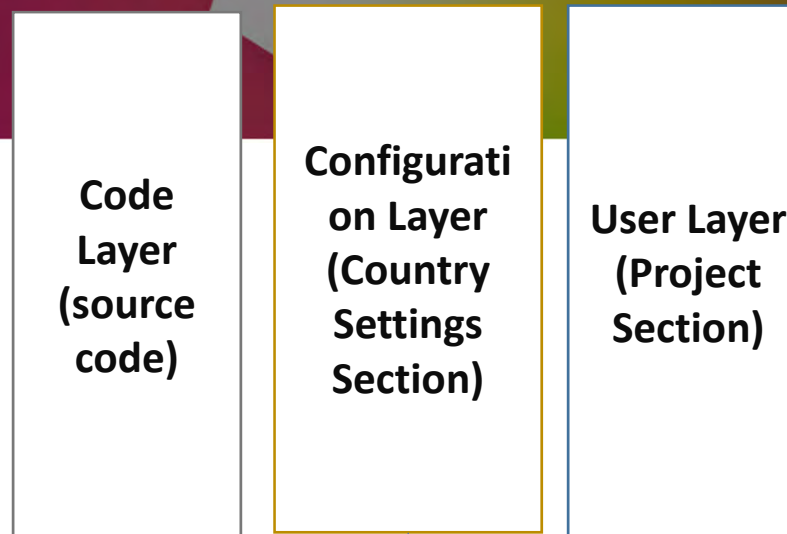 Code
Layer
(source
code)
Configurati
on Layer
(Country
Settings
Section)
User Layer
(Project
Section)